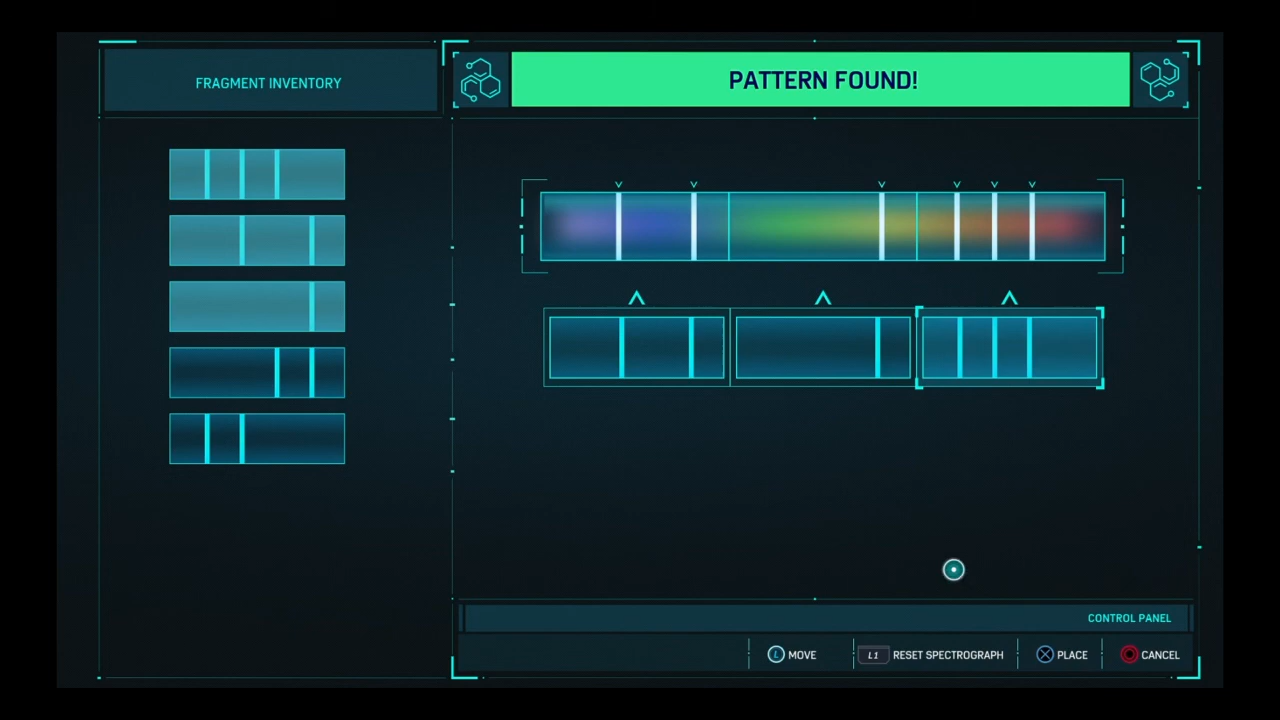 FRAGMENT INVENTORY
PATTERN FOUND!
CONTROL PANEL
L MOVE
L1 RESET SPECTROGRAPH
PLACE
CANCEL